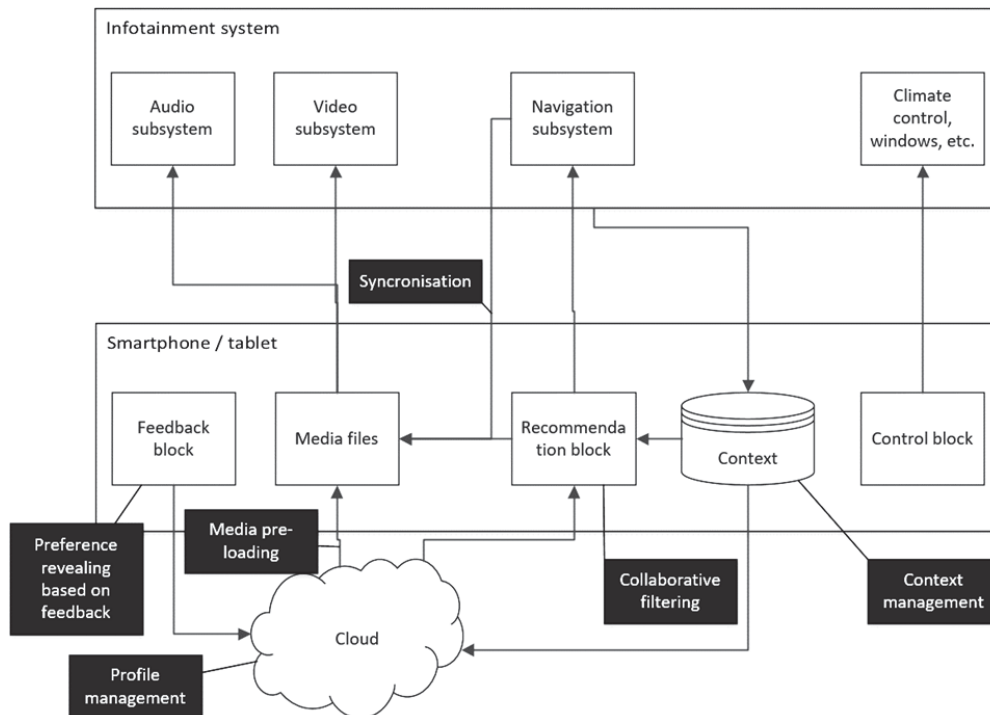 Infotainment system
Audio
subsystem
Video
subsystem
Navigation
subsystem
Climate
control,
windows, etc.
Syncronisation
Smartphone / tablet
Feedback
block
Media files
Recommenda
tion block
Context
Control block
Preference
revealing
based on
feedback
Media pre-
loading
Collaborative
filtering
Context
management
Cloud
Profile
management